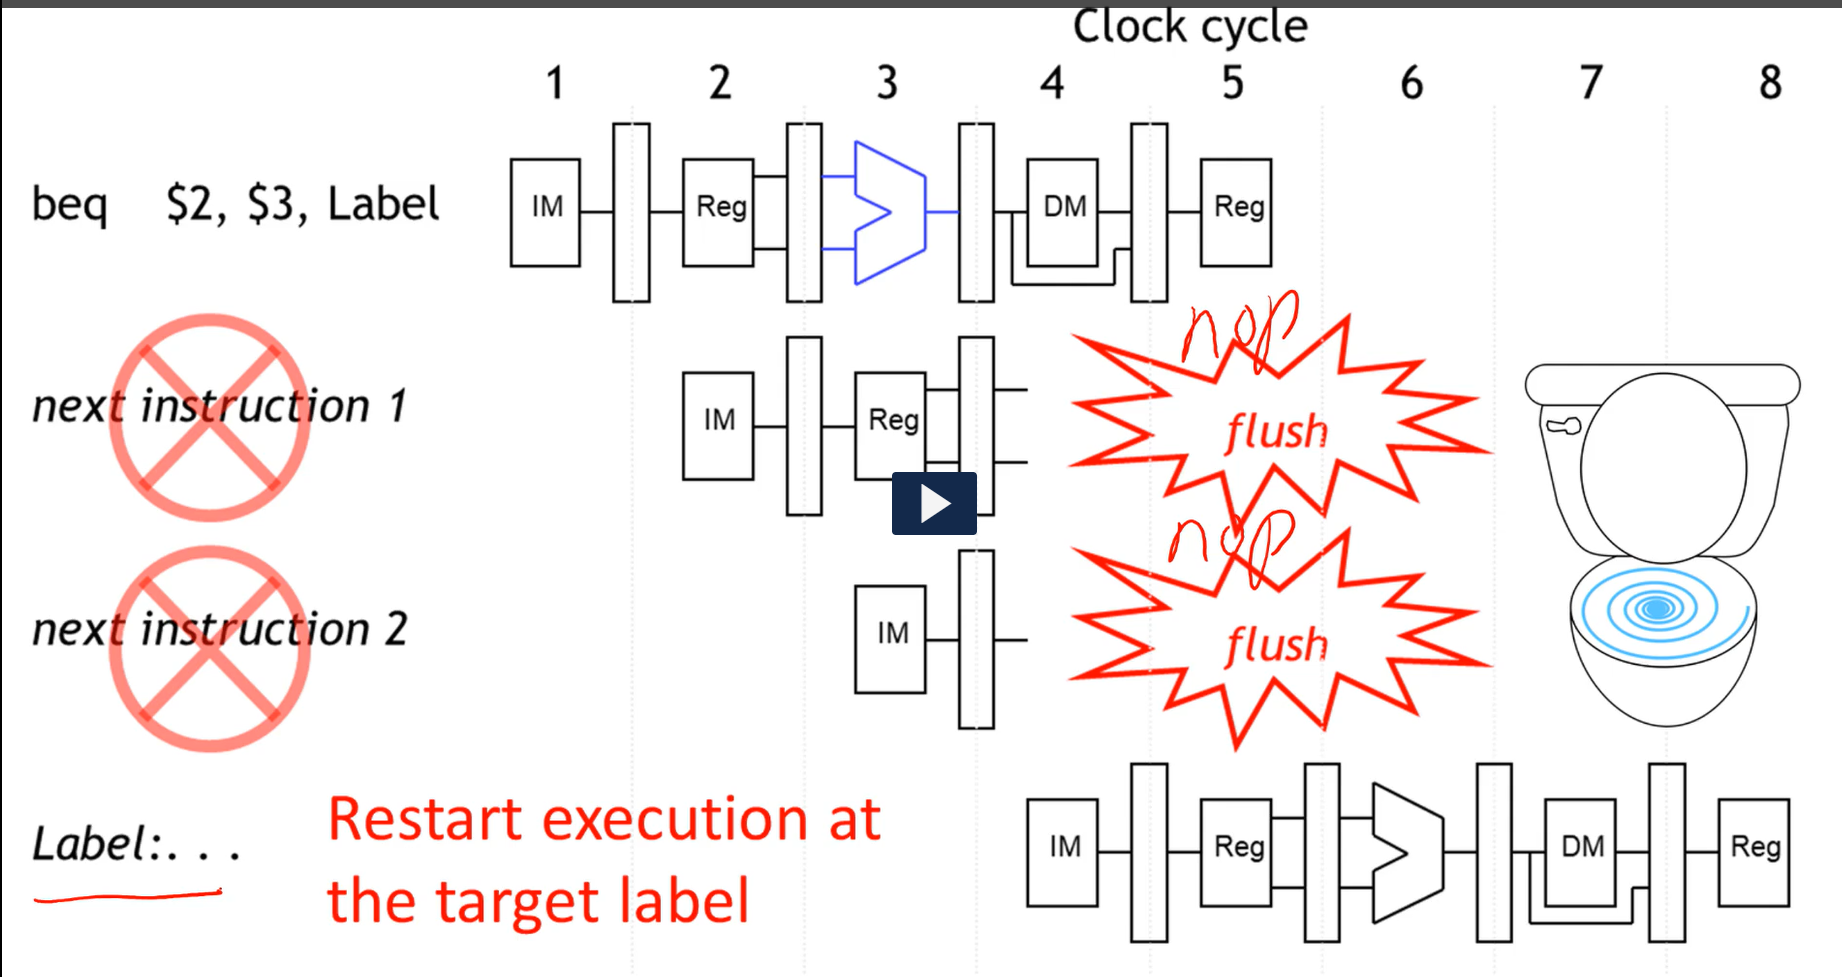 Clock cycle
1 2 3 4 5 6 7 8
beq $2, $3, Label
IM Reg DM Reg
nop
next instruction 1
IM Reg
flush
nop
next instruction 2
IM
flush
Label:. . .
Restart execution at
the target label
IM Reg DM Reg